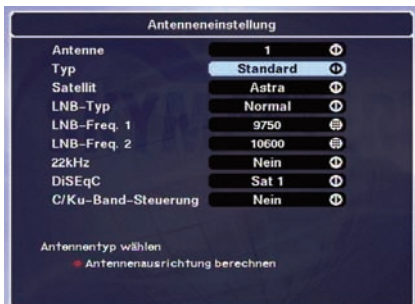 Antenneneinstellung
Antenne 1
Typ Standard
Satellit Astra
LNB-Typ Normal
LNB-Freq. 1 9750
LNB-Freq. 2 10600
22kHz Nein
DiSEqC Sat 1
C/Ku-Band-Steuerung Nein
Antennentyp wählen
Antennenausrichtung berechnen